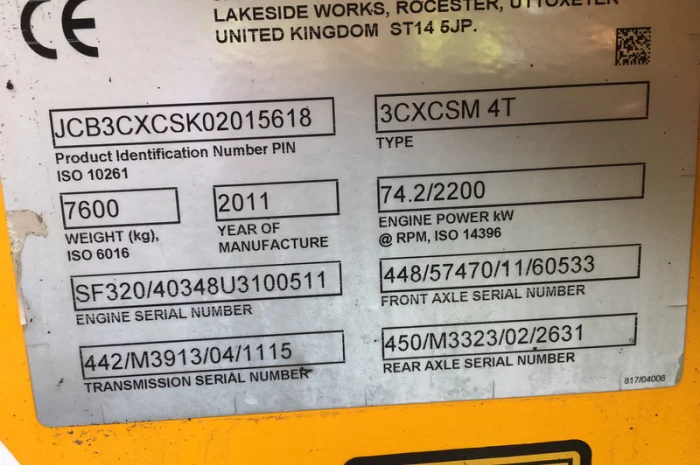 CE
LAKESIDE WORKS, ROCESTER, UTTOXETER
UNITED KINGDOM ST14 5JP.
JCB3CXCSK02015618
Product Identification Number PIN
ISO 10261
3CXCSM 4T
TYPE
7600
WEIGHT (kg),
ISO 6016
2011
YEAR OF
MANUFACTURE
74.2/2200
ENGINE POWER kW
@ RPM, ISO 14396
SF320/40348U3100511
ENGINE SERIAL NUMBER
448/57470/11/60533
FRONT AXLE SERIAL NUMBER
442/M3913/04/1115
TRANSMISSION SERIAL NUMBER
450/M3323/02/2631
REAR AXLE SERIAL NUMBER
817/04006